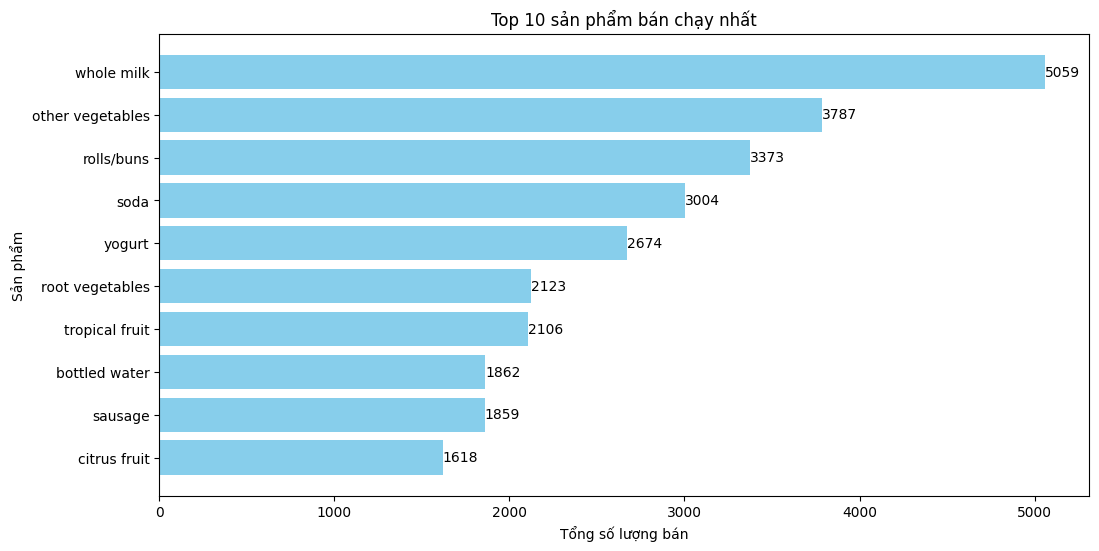 Top 10 sản phẩm bán chạy nhất
whole milk 5059
other vegetables 3787
rolls/buns 3373
soda 3004
yogurt 2674
root vegetables 2123
tropical fruit 2106
bottled water 1862
sausage 1859
citrus fruit 1618
Sản phẩm
0 1000 2000 3000 4000 5000
Tổng số lượng bán